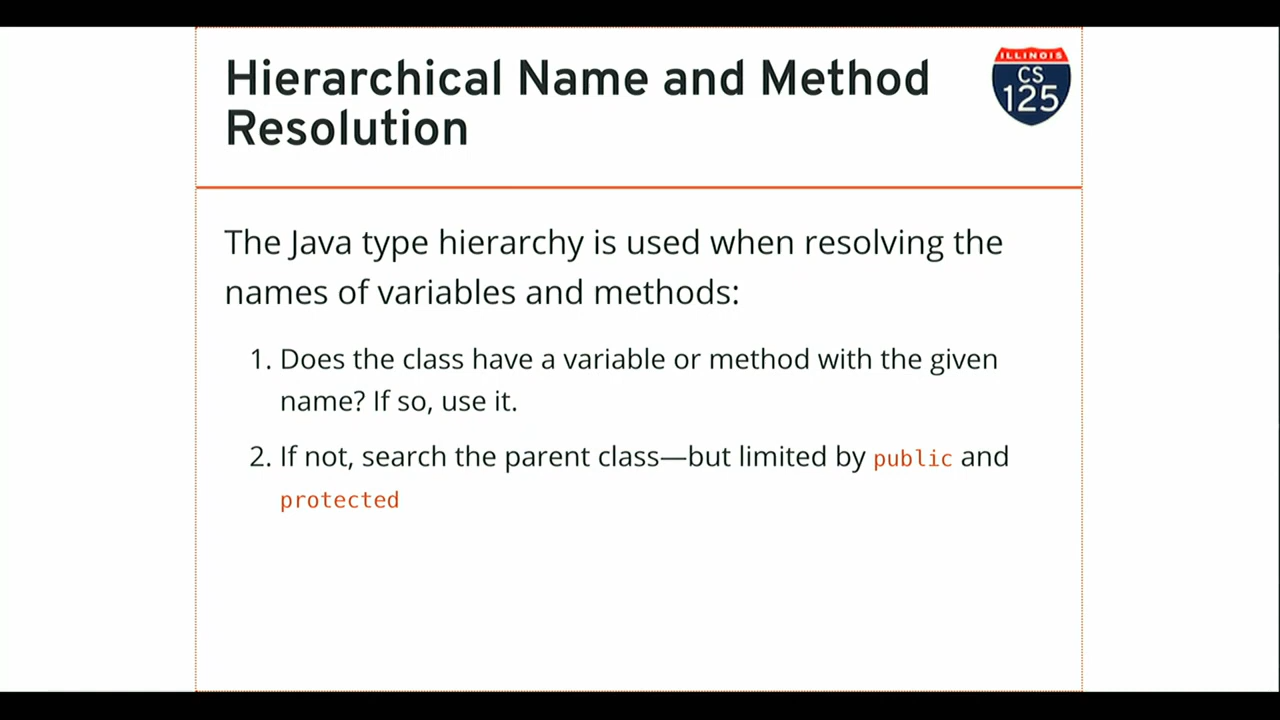 Hierarchical Name and Method
Resolution
ILLINOIS
CS
125
The Java type hierarchy is used when resolving the
names of variables and methods:
1. Does the class have a variable or method with the given
name? If so, use it.
2. If not, search the parent class—but limited by public and
protected